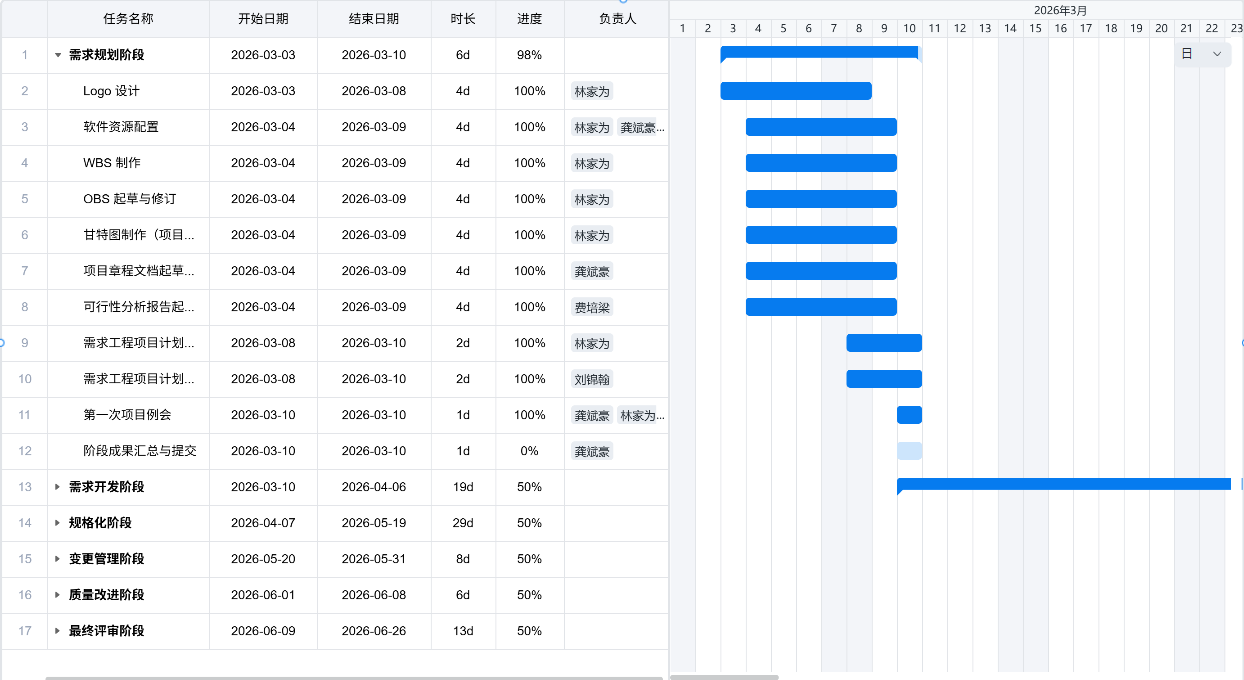 任务名称 开始日期 结束日期 时长 进度 负责人
2026年3月
1 2 3 4 5 6 7 8 9 10 11 12 13 14 15 16 17 18 19 20 21 22 23
日
1 需求规划阶段 2026-03-03 2026-03-10 6d 98%
2 Logo 设计 2026-03-03 2026-03-08 4d 100% 林家为
3 软件资源配置 2026-03-04 2026-03-09 4d 100% 林家为 龚斌豪...
4 WBS 制作 2026-03-04 2026-03-09 4d 100% 林家为
5 OBS 起草与修订 2026-03-04 2026-03-09 4d 100% 林家为
6 甘特图制作（项目... 2026-03-04 2026-03-09 4d 100% 林家为
7 项目章程文档起草... 2026-03-04 2026-03-09 4d 100% 龚斌豪
8 可行性分析报告起... 2026-03-04 2026-03-09 4d 100% 费培梁
9 需求工程项目计划... 2026-03-08 2026-03-10 2d 100% 林家为
10 需求工程项目计划... 2026-03-08 2026-03-10 2d 100% 刘锦翰
11 第一次项目例会 2026-03-10 2026-03-10 1d 100% 龚斌豪 林家为...
12 阶段成果汇总与提交 2026-03-10 2026-03-10 1d 0% 龚斌豪
13 需求开发阶段 2026-03-10 2026-04-06 19d 50%
14 规格化阶段 2026-04-07 2026-05-19 29d 50%
15 变更管理阶段 2026-05-20 2026-05-31 8d 50%
16 质量改进阶段 2026-06-01 2026-06-08 6d 50%
17 最终评审阶段 2026-06-09 2026-06-26 13d 50%